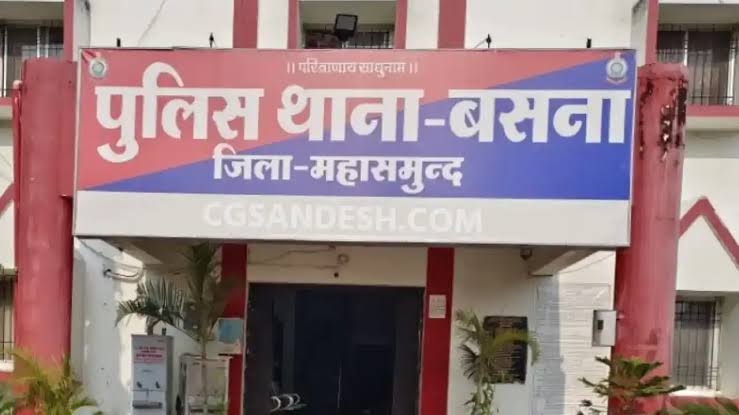 ।। परित्राणाय साधुनाम ।।
पुलिस थाना-बसना
जिला-महासमुन्द
CGSANDESH.COM